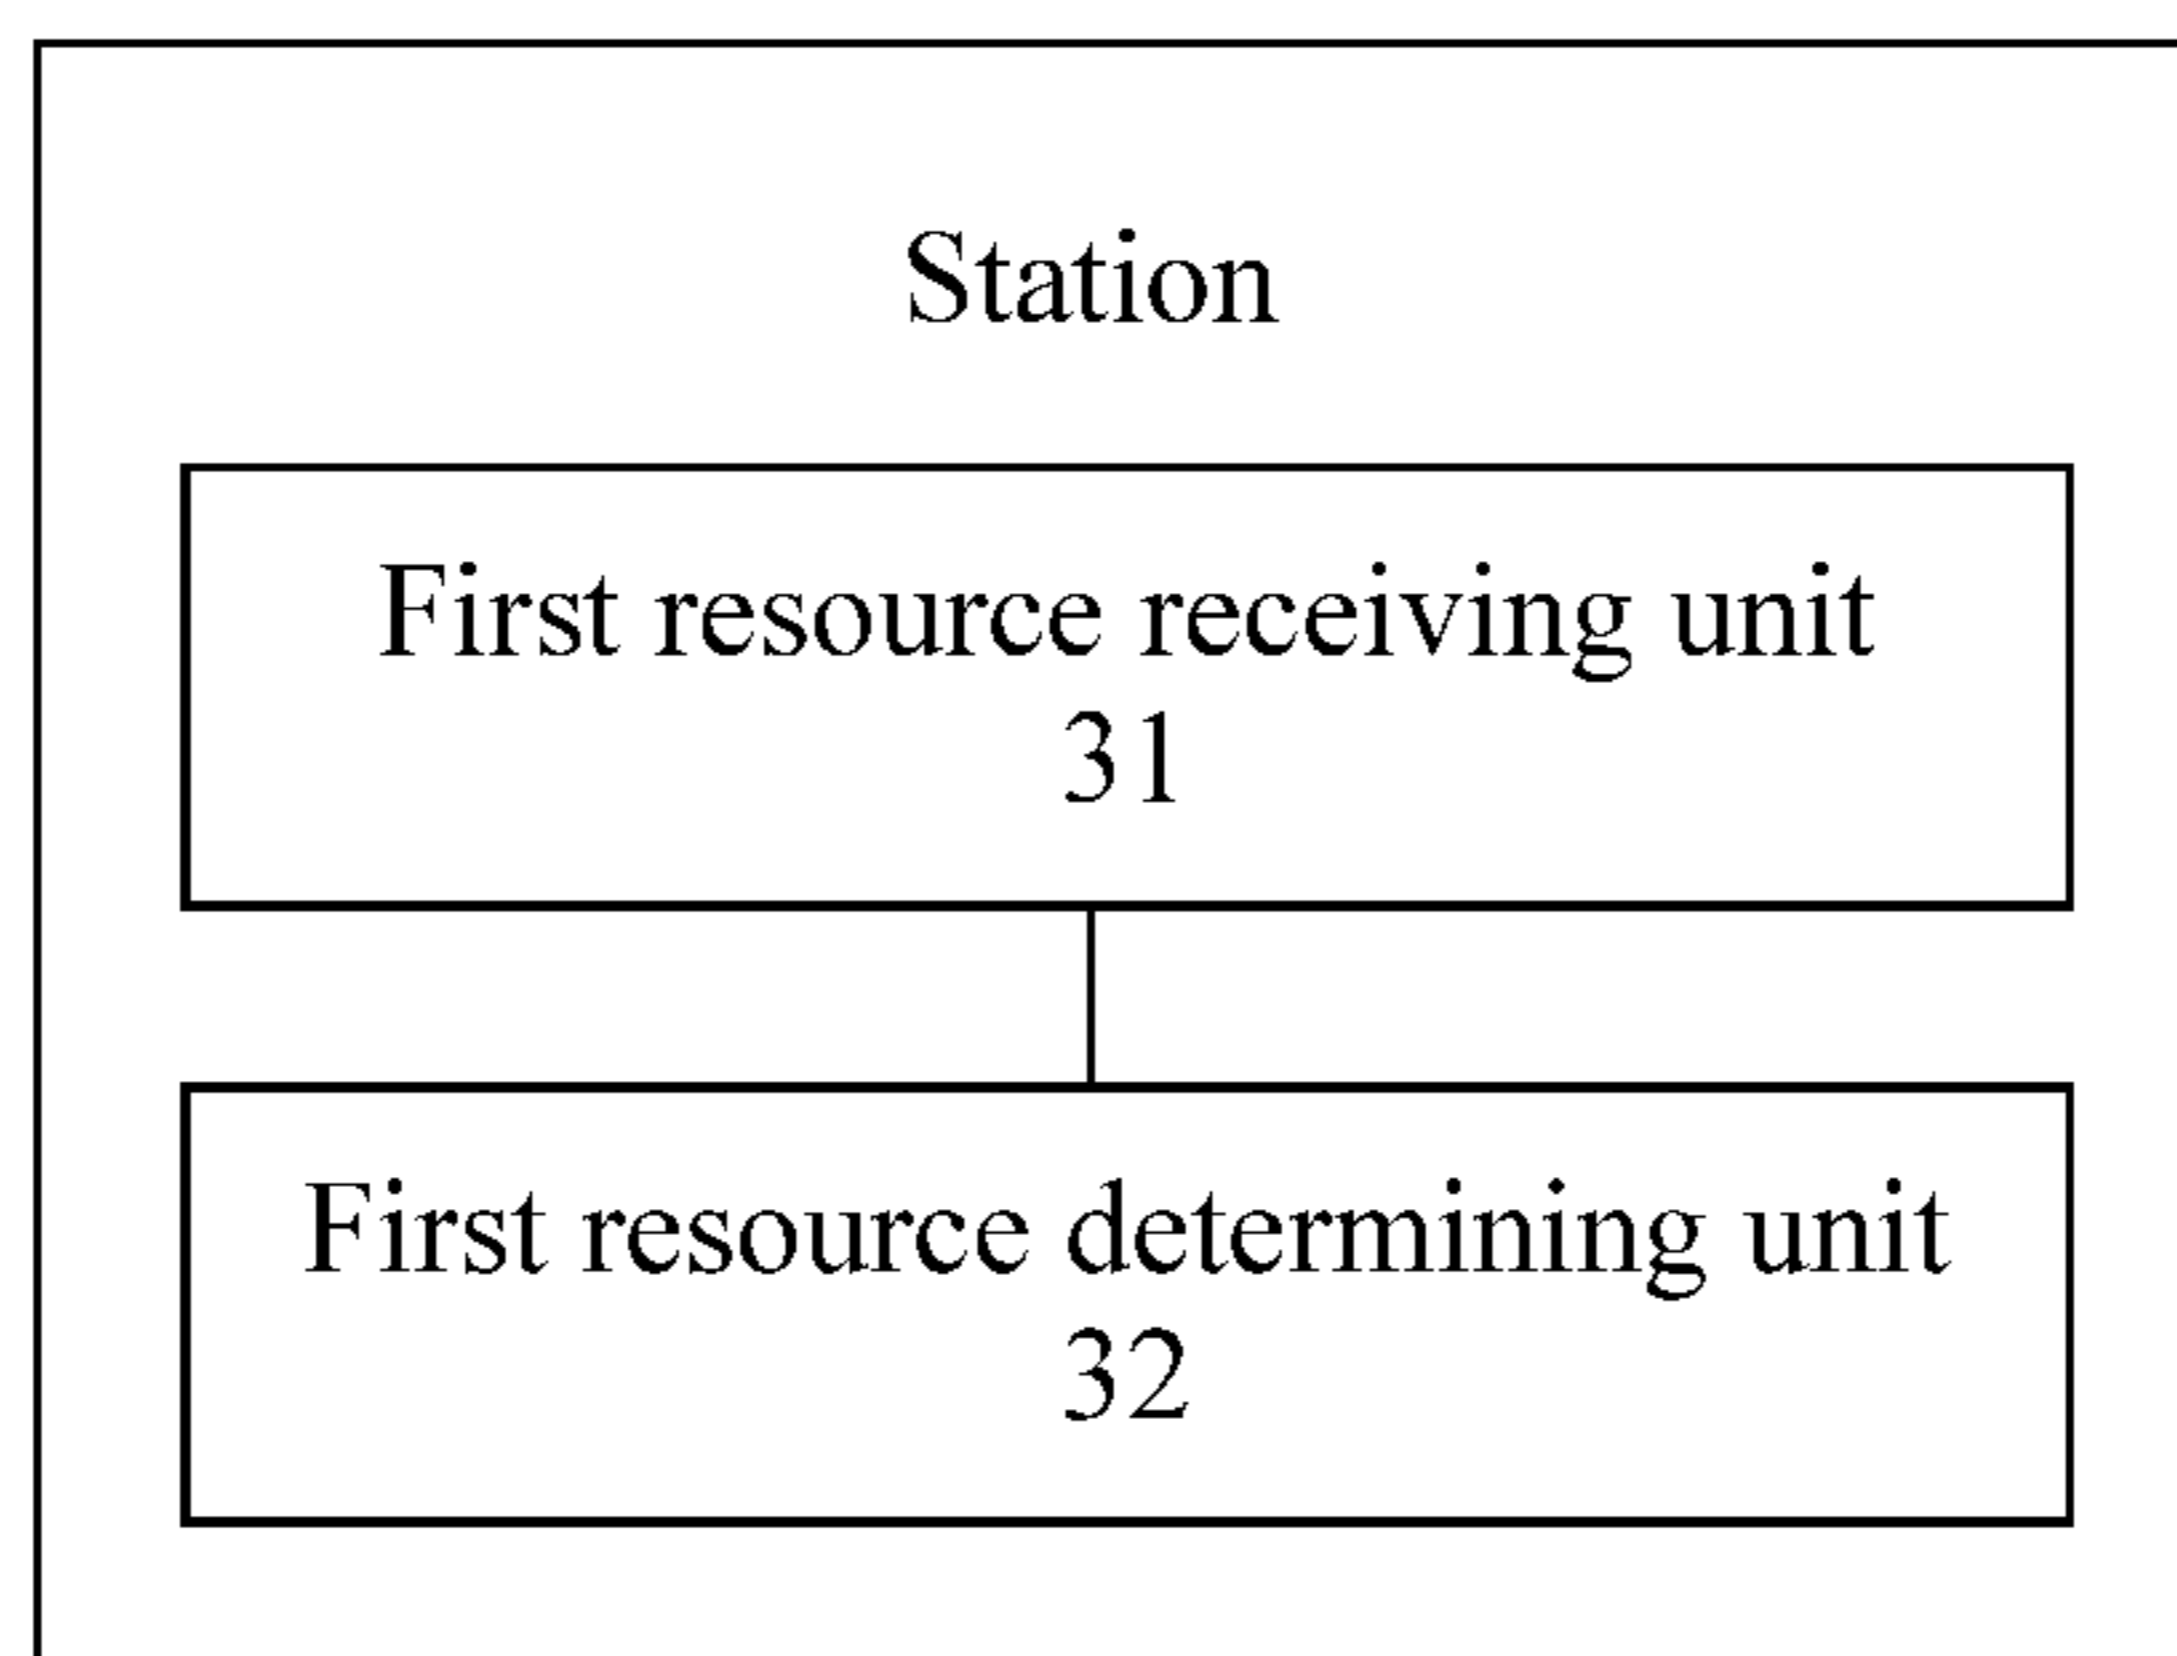 Station
First resource receiving unit
31
First resource determining unit
32